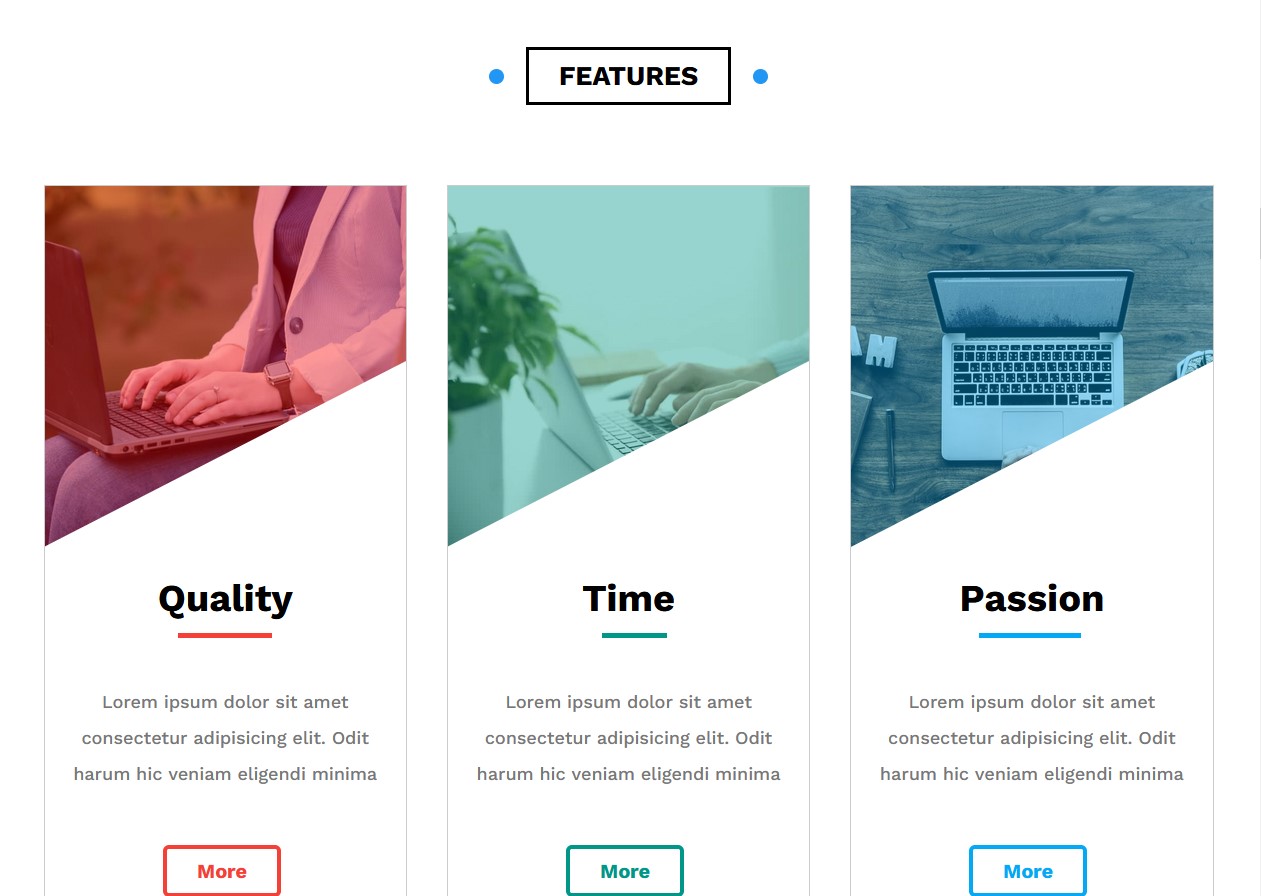 FEATURES
Quality
Lorem ipsum dolor sit amet
consectetur adipisicing elit. Odit
harum hic veniam eligendi minima
More
Time
Lorem ipsum dolor sit amet
consectetur adipisicing elit. Odit
harum hic veniam eligendi minima
More
Passion
Lorem ipsum dolor sit amet
consectetur adipisicing elit. Odit
harum hic veniam eligendi minima
More